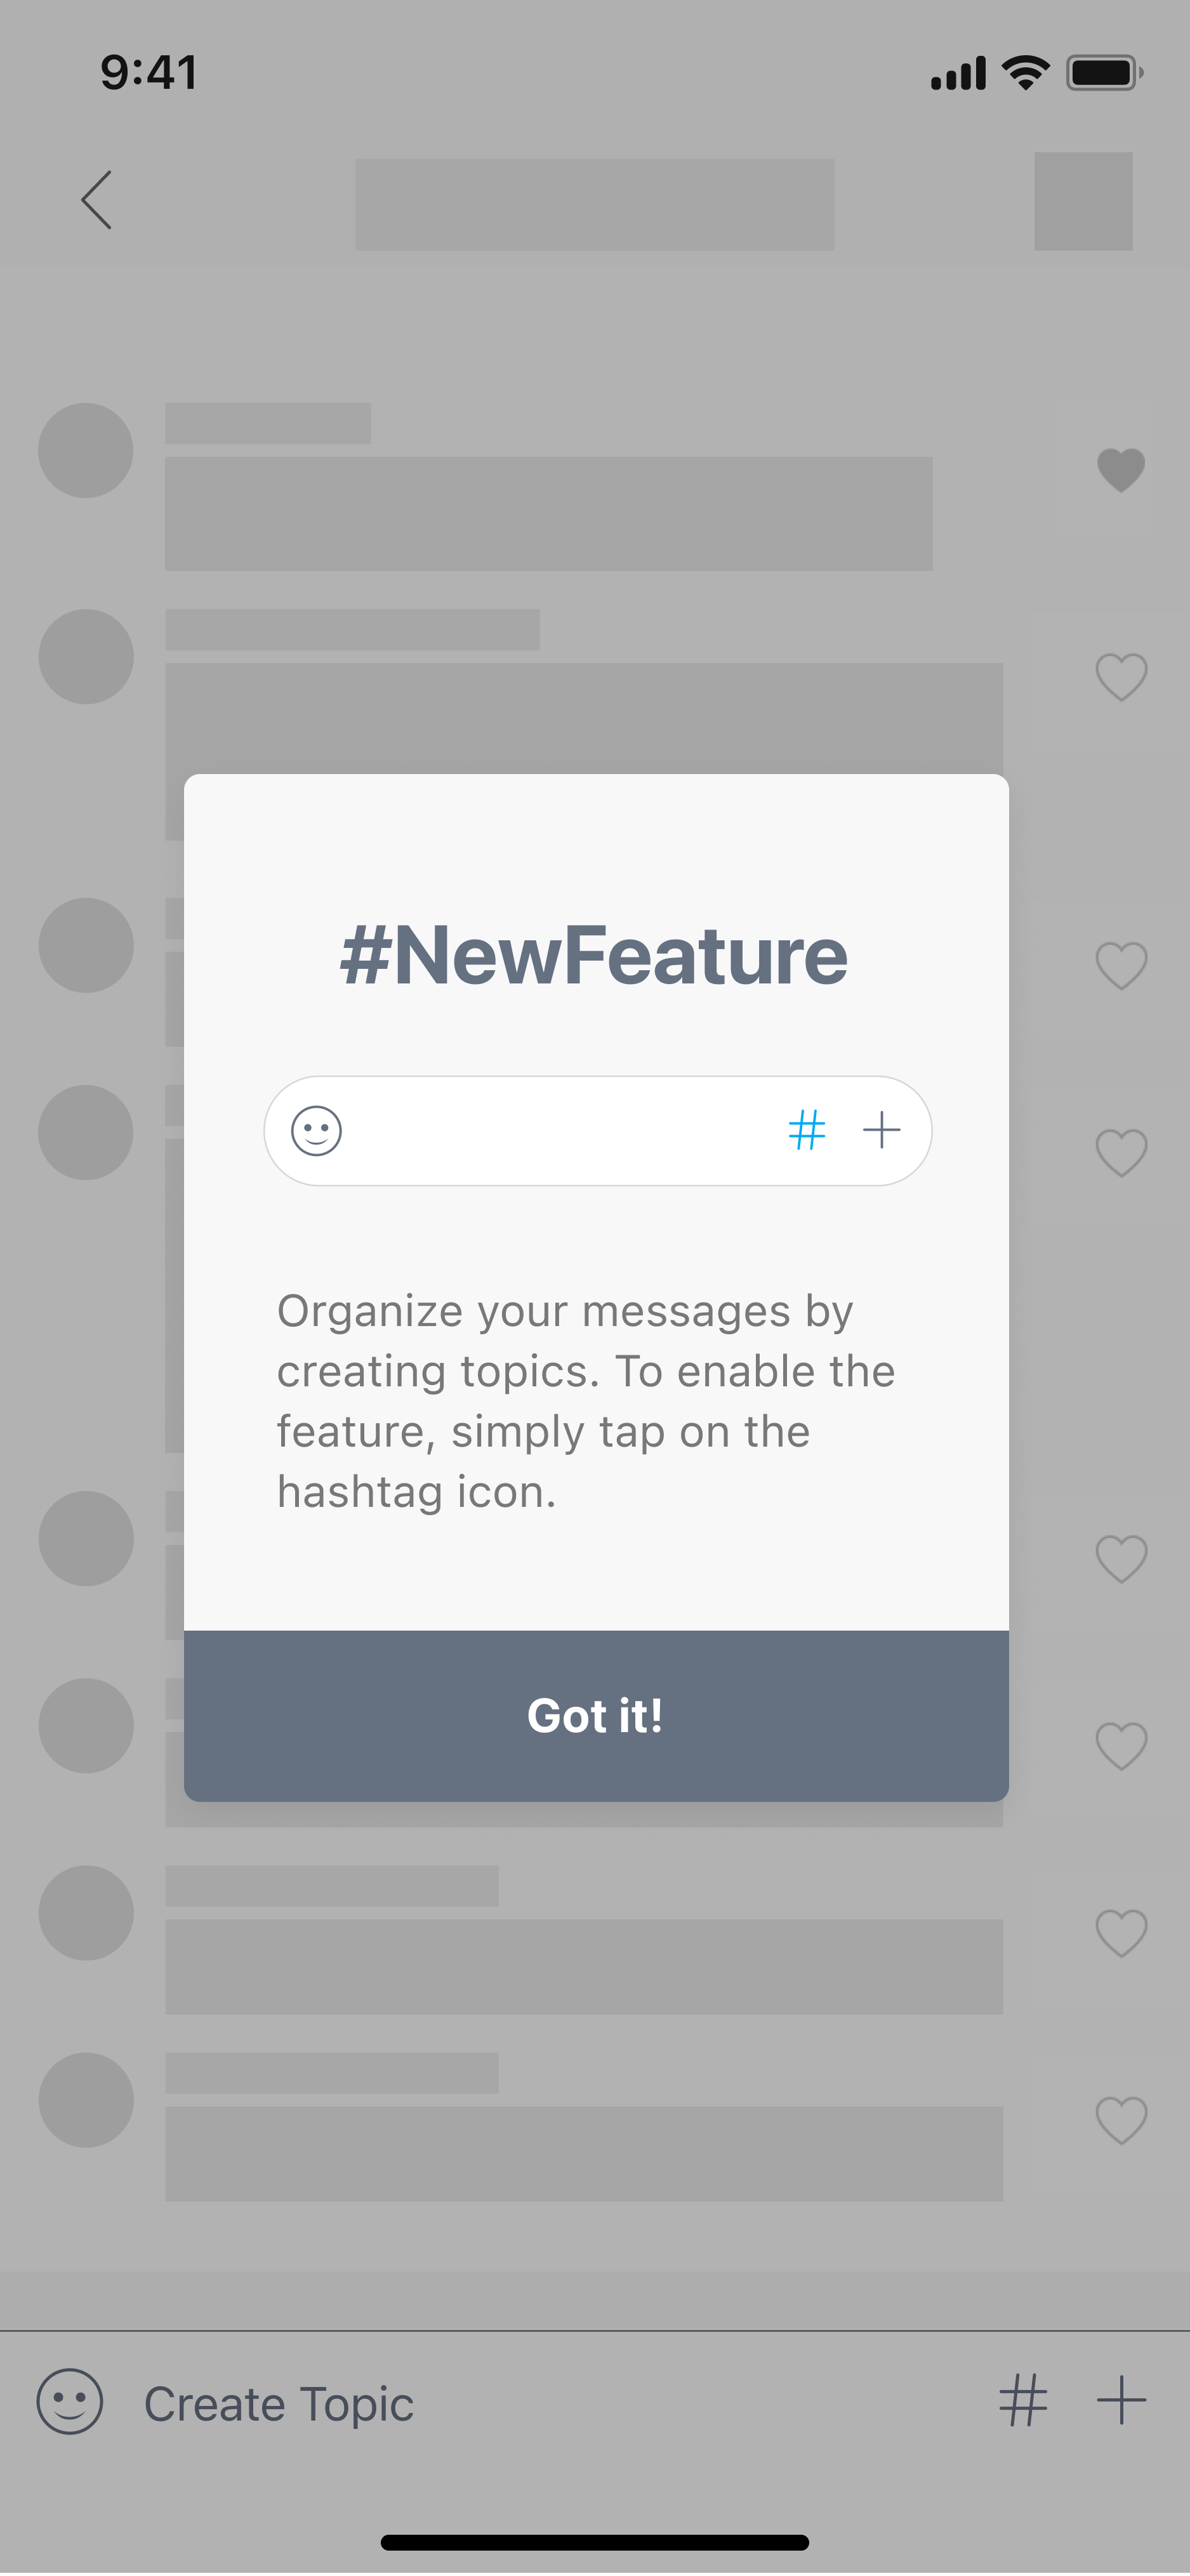 9:41
#NewFeature
Organize your messages by
creating topics. To enable the
feature, simply tap on the
hashtag icon.
Got it!
Create Topic